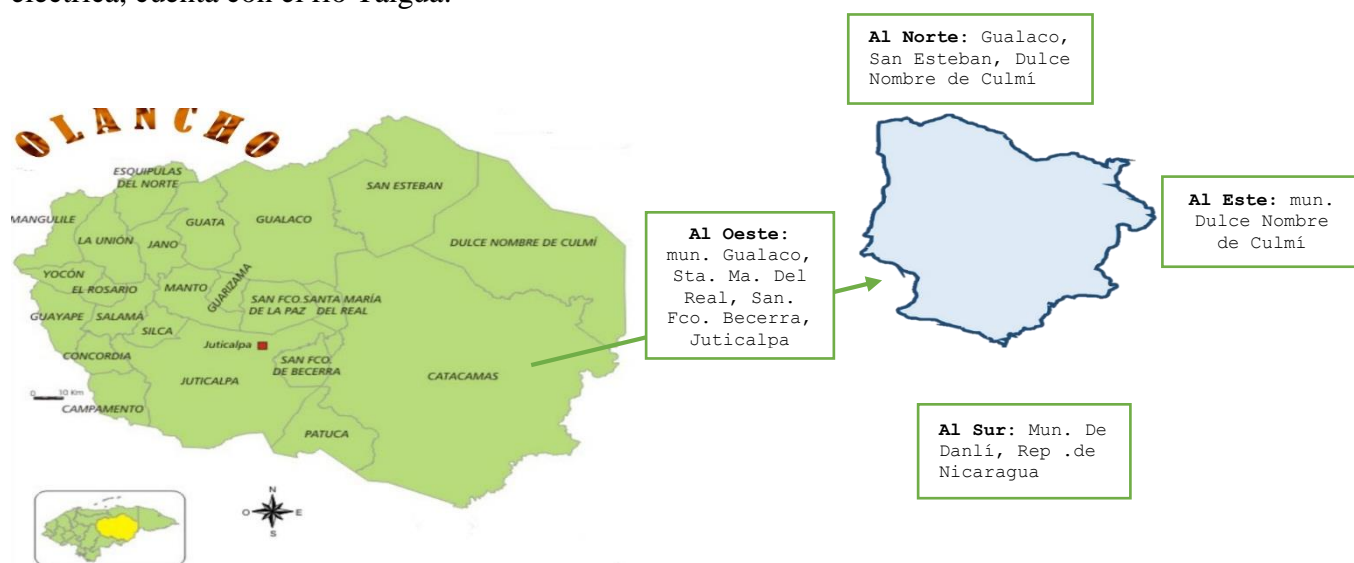 eléctrica, cuenta con el río Talgua.
Al Norte: Gualaco,
San Esteban, Dulce
Nombre de Culmí
OLANCHO
ESQUIPULAS
DEL NORTE
SAN ESTEBAN
MANGULILE
GUATA
GUALACO
LA UNIÓN
JANO
DULCE NOMBRE DE CULMÍ
YOCÓN
EL ROSARIO
MANTO
GUARIZAMA
SAN FCO.
DE LA PAZ
SANTA MARÍA
DEL REAL
GUAYAPE
SALAMÁ
SILCA
Juticalpa
CONCORDIA
SAN FCO.
DE BECERRA
JUTICALPA
CATACAMAS
0 10 Km
CAMPAMENTO
PATUCA
N
O
E
S
Al Oeste:
mun. Gualaco,
Sta. Ma. Del
Real, San.
Fco. Becerra,
Juticalpa
Al Este: mun.
Dulce Nombre
de Culmí
Al Sur: Mun. De
Danlí, Rep .de
Nicaragua